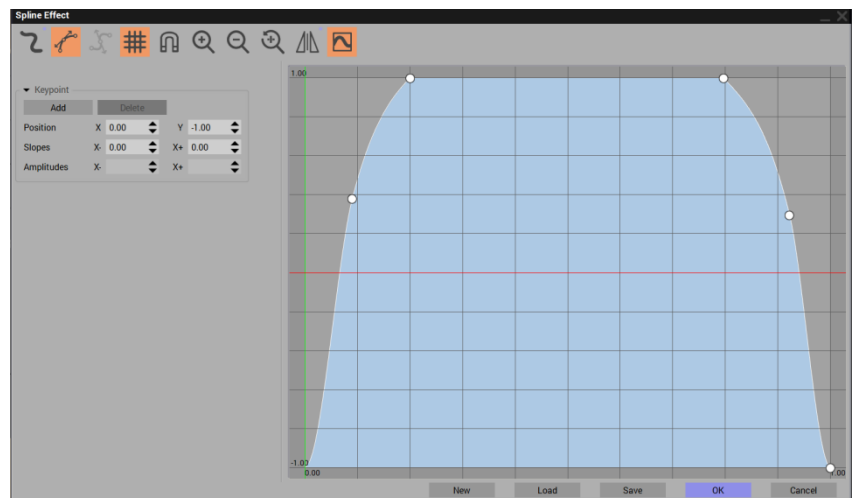 Spline Effect
Keypoint
Add Delete
Position X 0.00 Y -1.00
Slopes X- 0.00 X+ 0.00
Amplitudes X- X+
1.00
-1.03
0.00
1.00
New Load Save OK Cancel